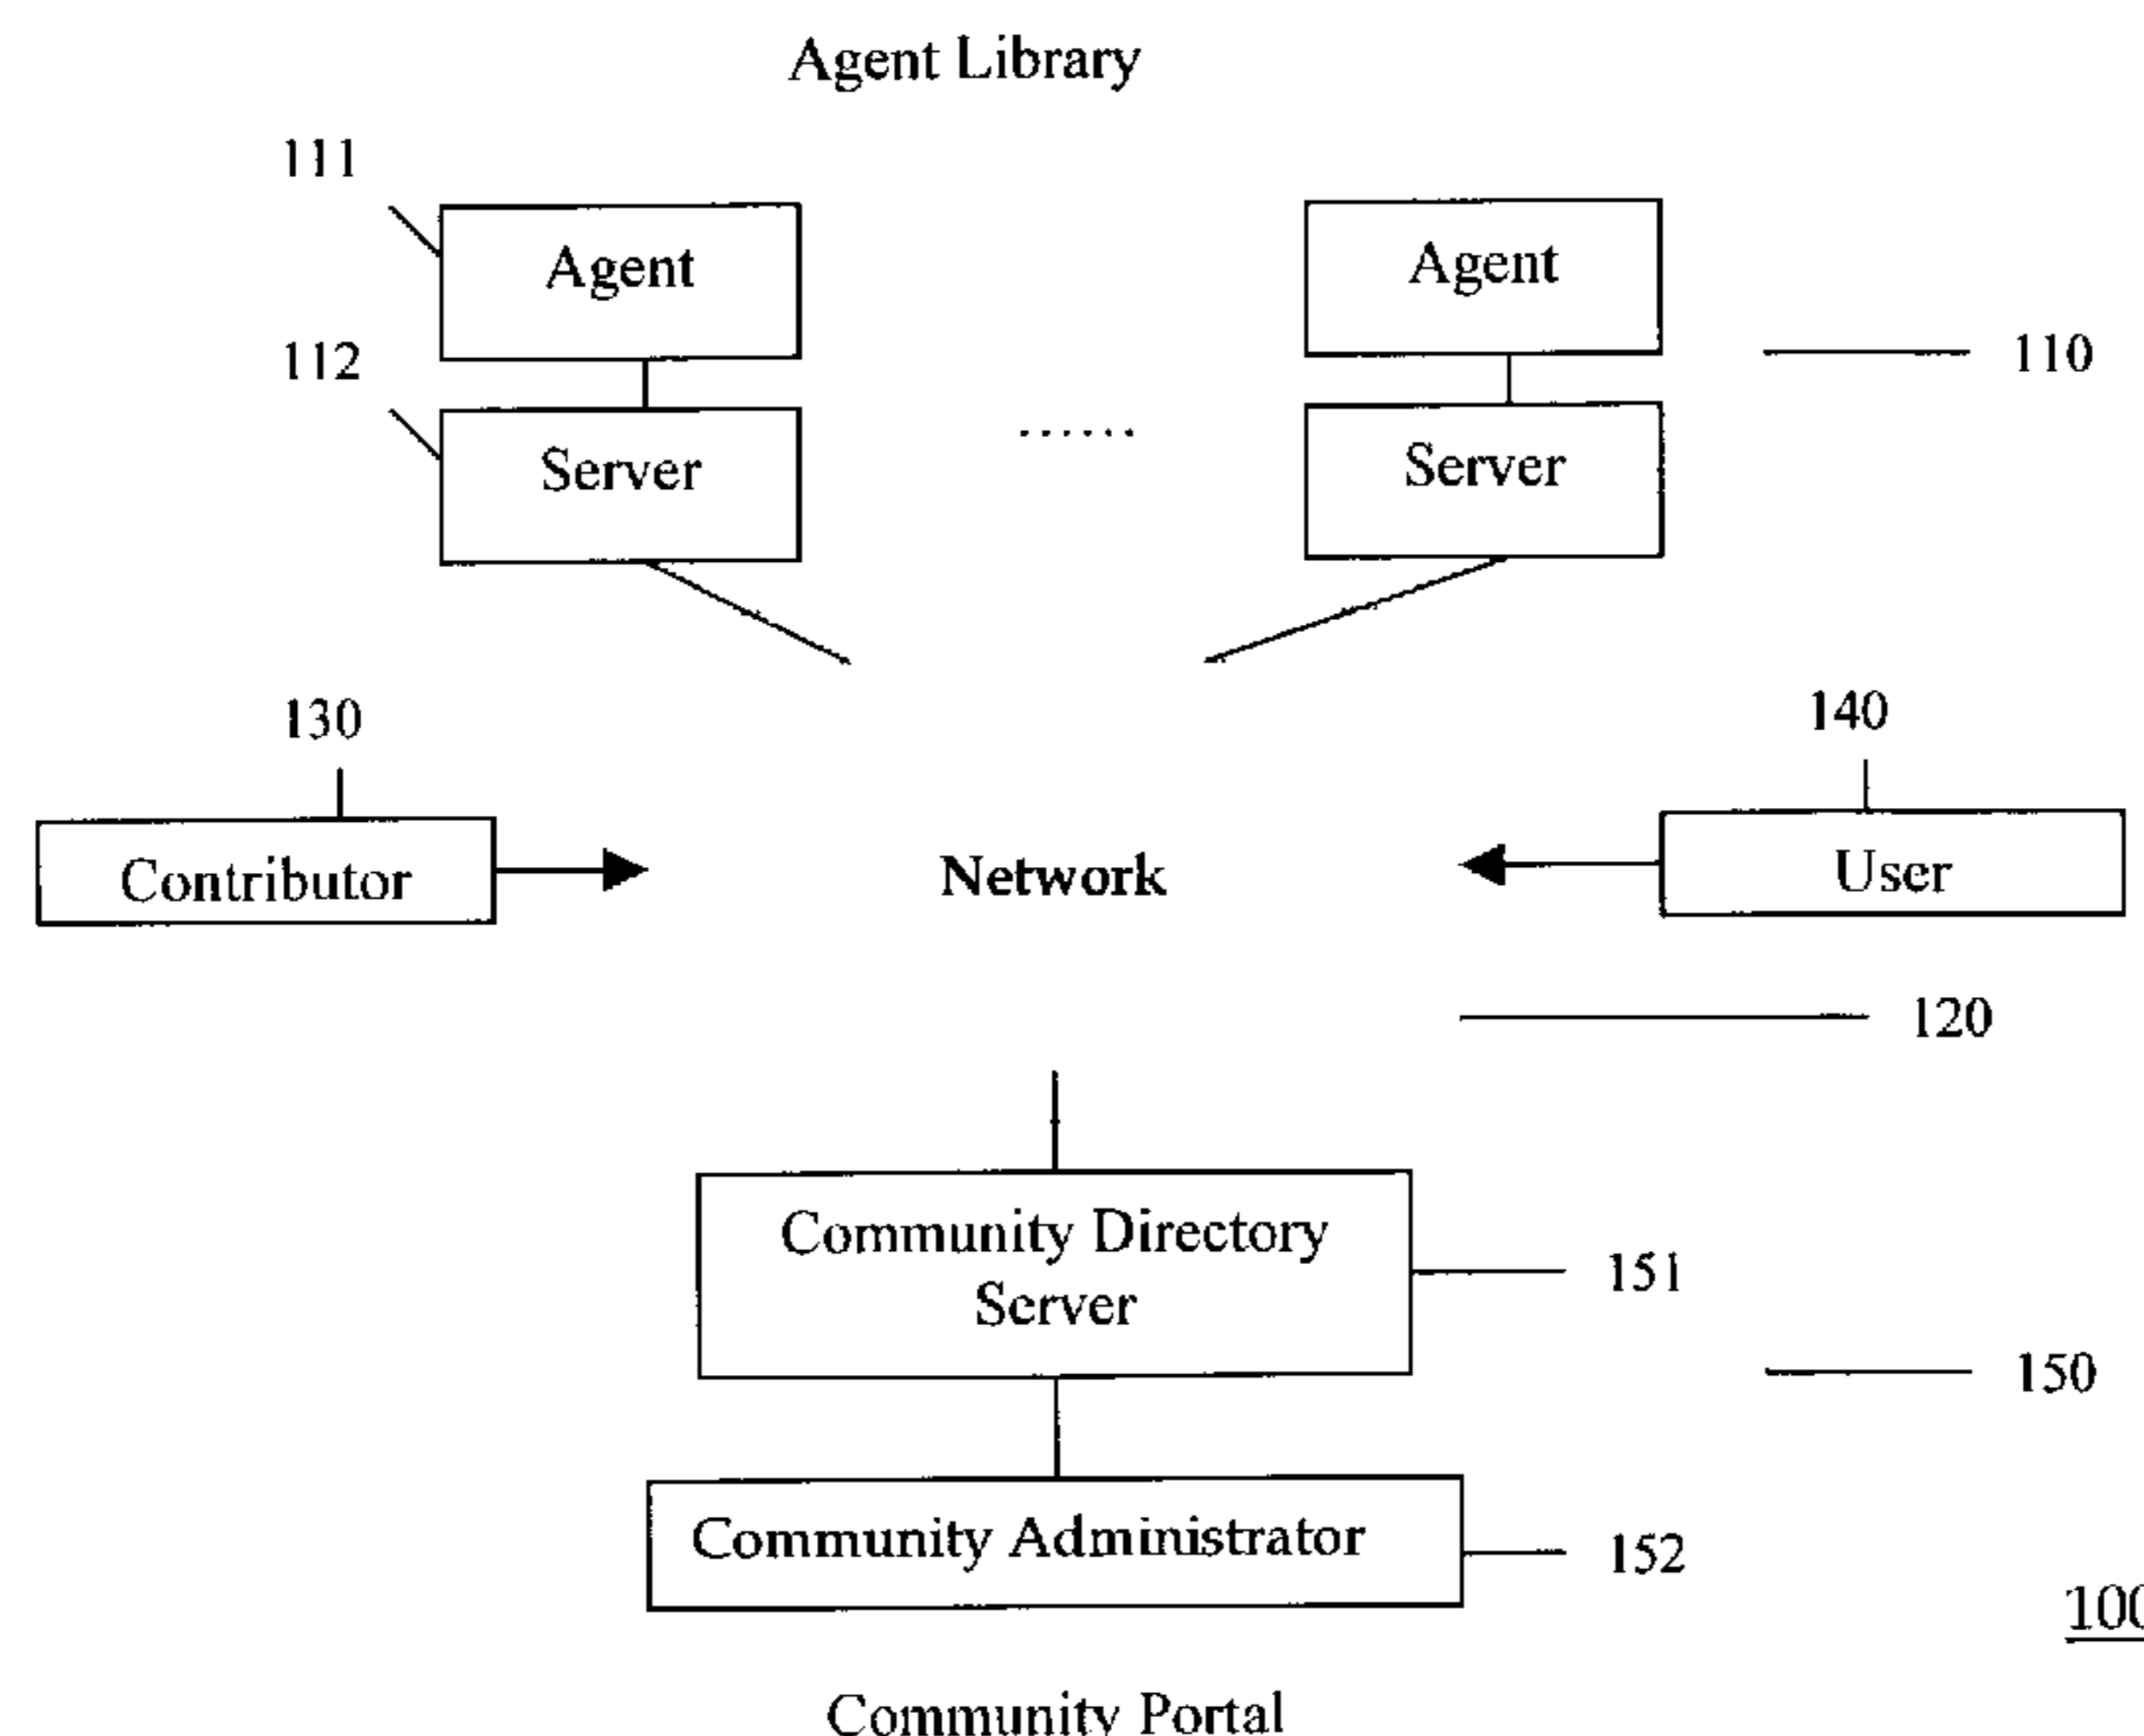 Agent Library
111
Agent
Agent
112
110
Server
......
Server
130
140
Contributor
Network
User
120
Community Directory
Server
151
150
Community Administrator
152
100
Community Portal